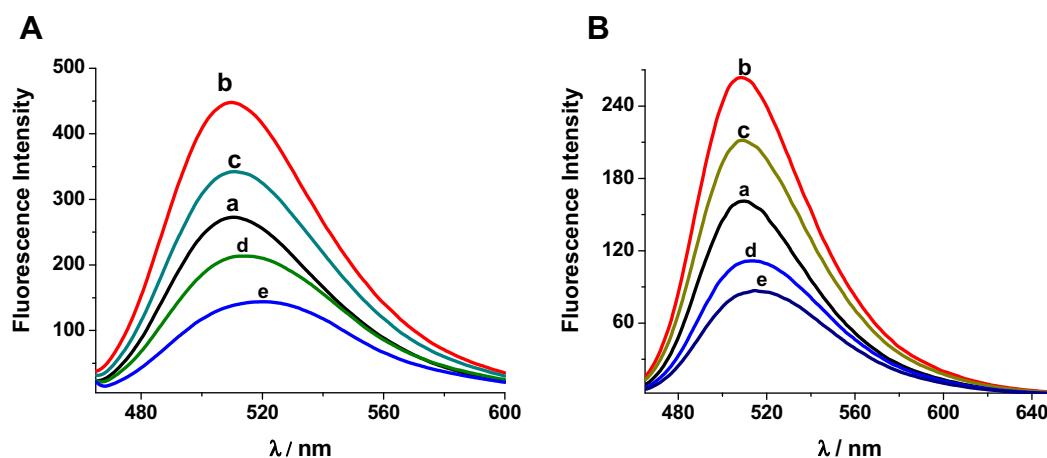 A
Fluorescence Intensity
500
400
300
200
100
b
c
a
d
e
480
520
560
600
λ / nm
B
Fluorescence Intensity
240
180
120
60
b
c
a
d
e
480
520
560
600
640
λ / nm